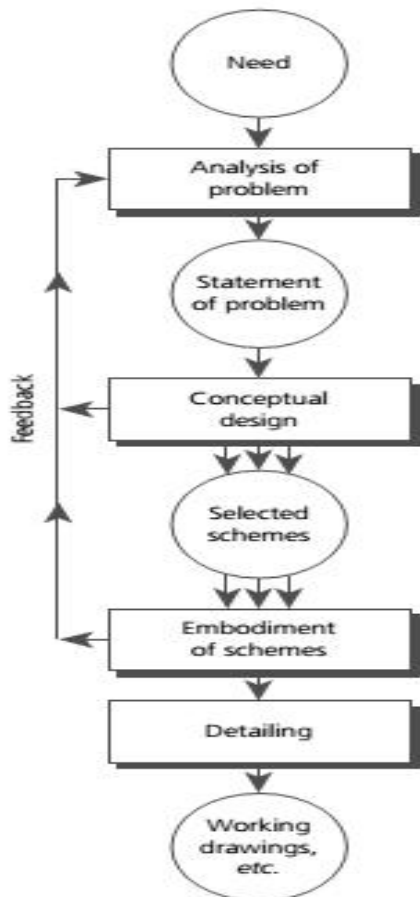 Need
Analysis of
problem
Statement
of problem
Conceptual
design
Feedback
Selected
schemes
Embodiment
of schemes
Detailing
Working
drawings,
etc.